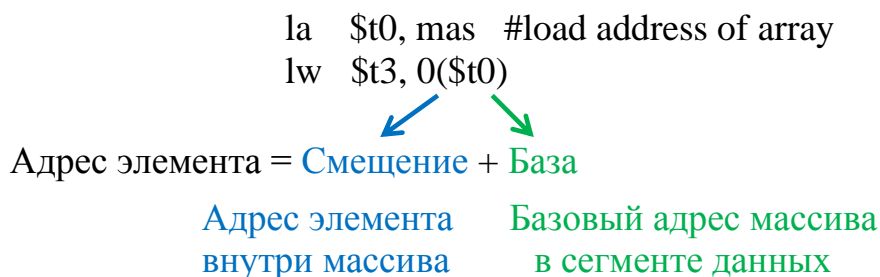 la $t0, mas #load address of array
lw $t3, 0($t0)
Адрес элемента = Смещение + База
Адрес элемента Базовый адрес массива
внутри массива в сегменте данных